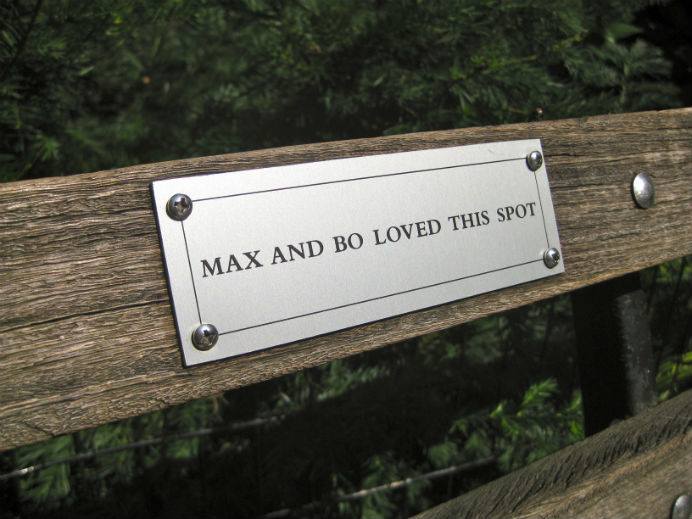 MAX AND BO LOVED THIS SPOT